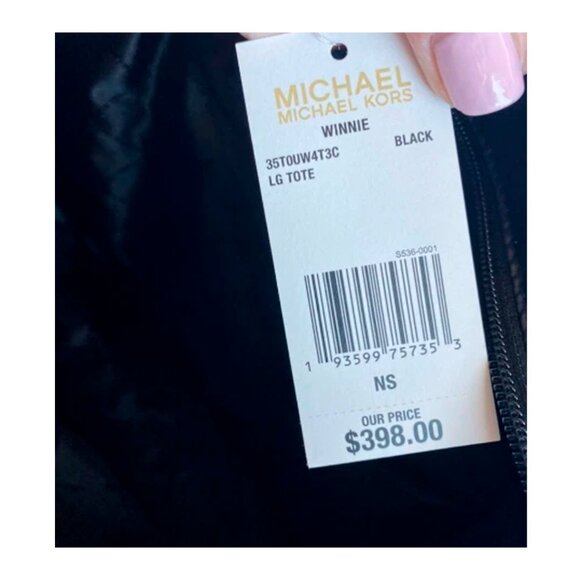 MICHAEL
MICHAEL KORS
WINNIE
35T0UW4T3C BLACK
LG TOTE
S536-0001
1 93599 75735 3
NS
OUR PRICE
$398.00